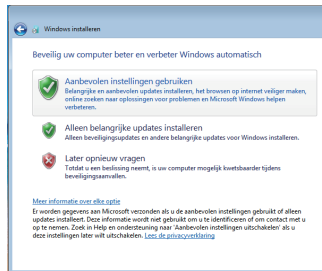 Windows installeren
Beveilig uw computer beter en verbeter Windows automatisch
Aanbevolen instellingen gebruiken
Belangrijke en aanbevolen updates installeren, het browsen op internet veiliger maken,
online zoeken naar oplossingen voor problemen en Microsoft Windows helpen
verbeteren.
Alleen belangrijke updates installeren
Alleen beveiligingsupdates en andere belangrijke updates voor Windows installeren.
Later opnieuw vragen
Totdat u een beslissing neemt, is uw computer mogelijk kwetsbaarder tijdens
beveiligingsaanvallen.
Meer informatie over elke optie
Er worden gegevens aan Microsoft verzonden als u de aanbevolen instellingen gebruikt of alleen
updates installeert. Deze informatie wordt niet gebruikt om u te identificeren of om contact met u
op te nemen. Zoek in Help en ondersteuning naar 'Aanbevolen instellingen uitschakelen' als u
deze instellingen later wilt uitschakelen. Lees de privacyverklaring